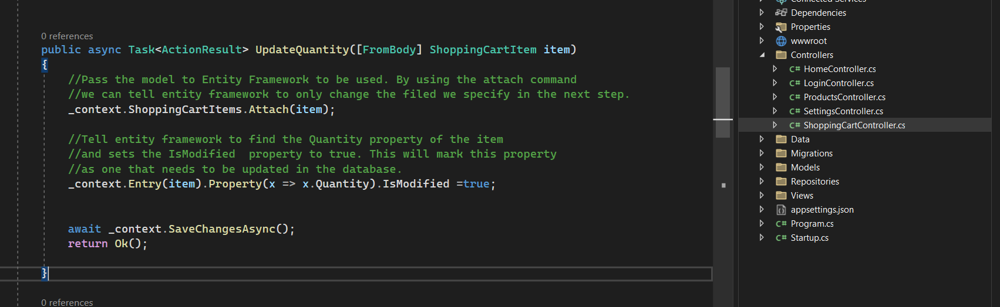 0 references
public async Task<ActionResult> UpdateQuantity([FromBody] ShoppingCartItem item)
{
//Pass the model to Entity Framework to be used. By using the attach command
//we can tell entity framework to only change the filed we specify in the next step.
_context.ShoppingCartItems.Attach(item);
//Tell entity framework to find the Quantity property of the item
//and sets the IsModified  property to true. This will mark this property
//as one that needs to be updated in the database.
_context.Entry(item).Property(x => x.Quantity).IsModified =true;
await _context.SaveChangesAsync();
return Ok();
}
0 references
Connected Services
Dependencies
Properties
wwwroot
Controllers
C# HomeController.cs
C# LoginController.cs
C# ProductsController.cs
C# SettingsController.cs
C# ShoppingCartController.cs
Data
Migrations
Models
Repositories
Views
appsettings.json
C# Program.cs
C# Startup.cs